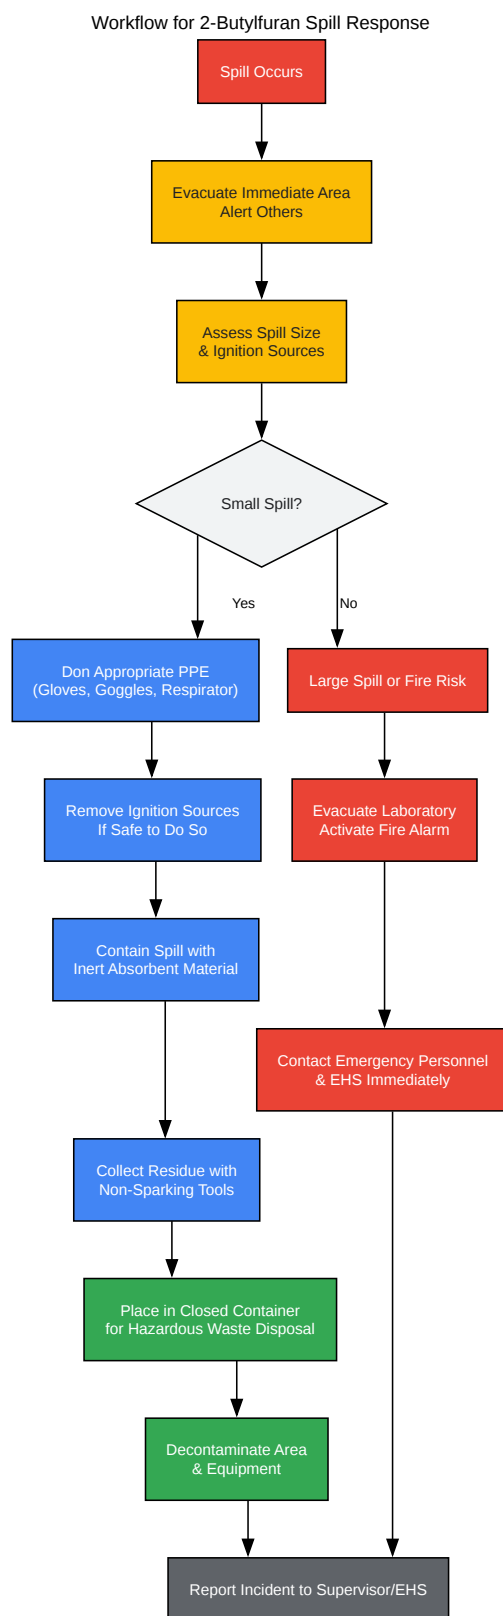 Workflow for 2-Butylfuran Spill Response
Spill Occurs
Evacuate Immediate Area
Alert Others
Assess Spill Size
& Ignition Sources
Small Spill?
Yes
No
Don Appropriate PPE
(Gloves, Goggles, Respirator)
Large Spill or Fire Risk
Remove Ignition Sources
If Safe to Do So
Evacuate Laboratory
Activate Fire Alarm
Contain Spill with
Inert Absorbent Material
Contact Emergency Personnel
& EHS Immediately
Collect Residue with
Non-Sparking Tools
Place in Closed Container
for Hazardous Waste Disposal
Decontaminate Area
& Equipment
Report Incident to Supervisor/EHS